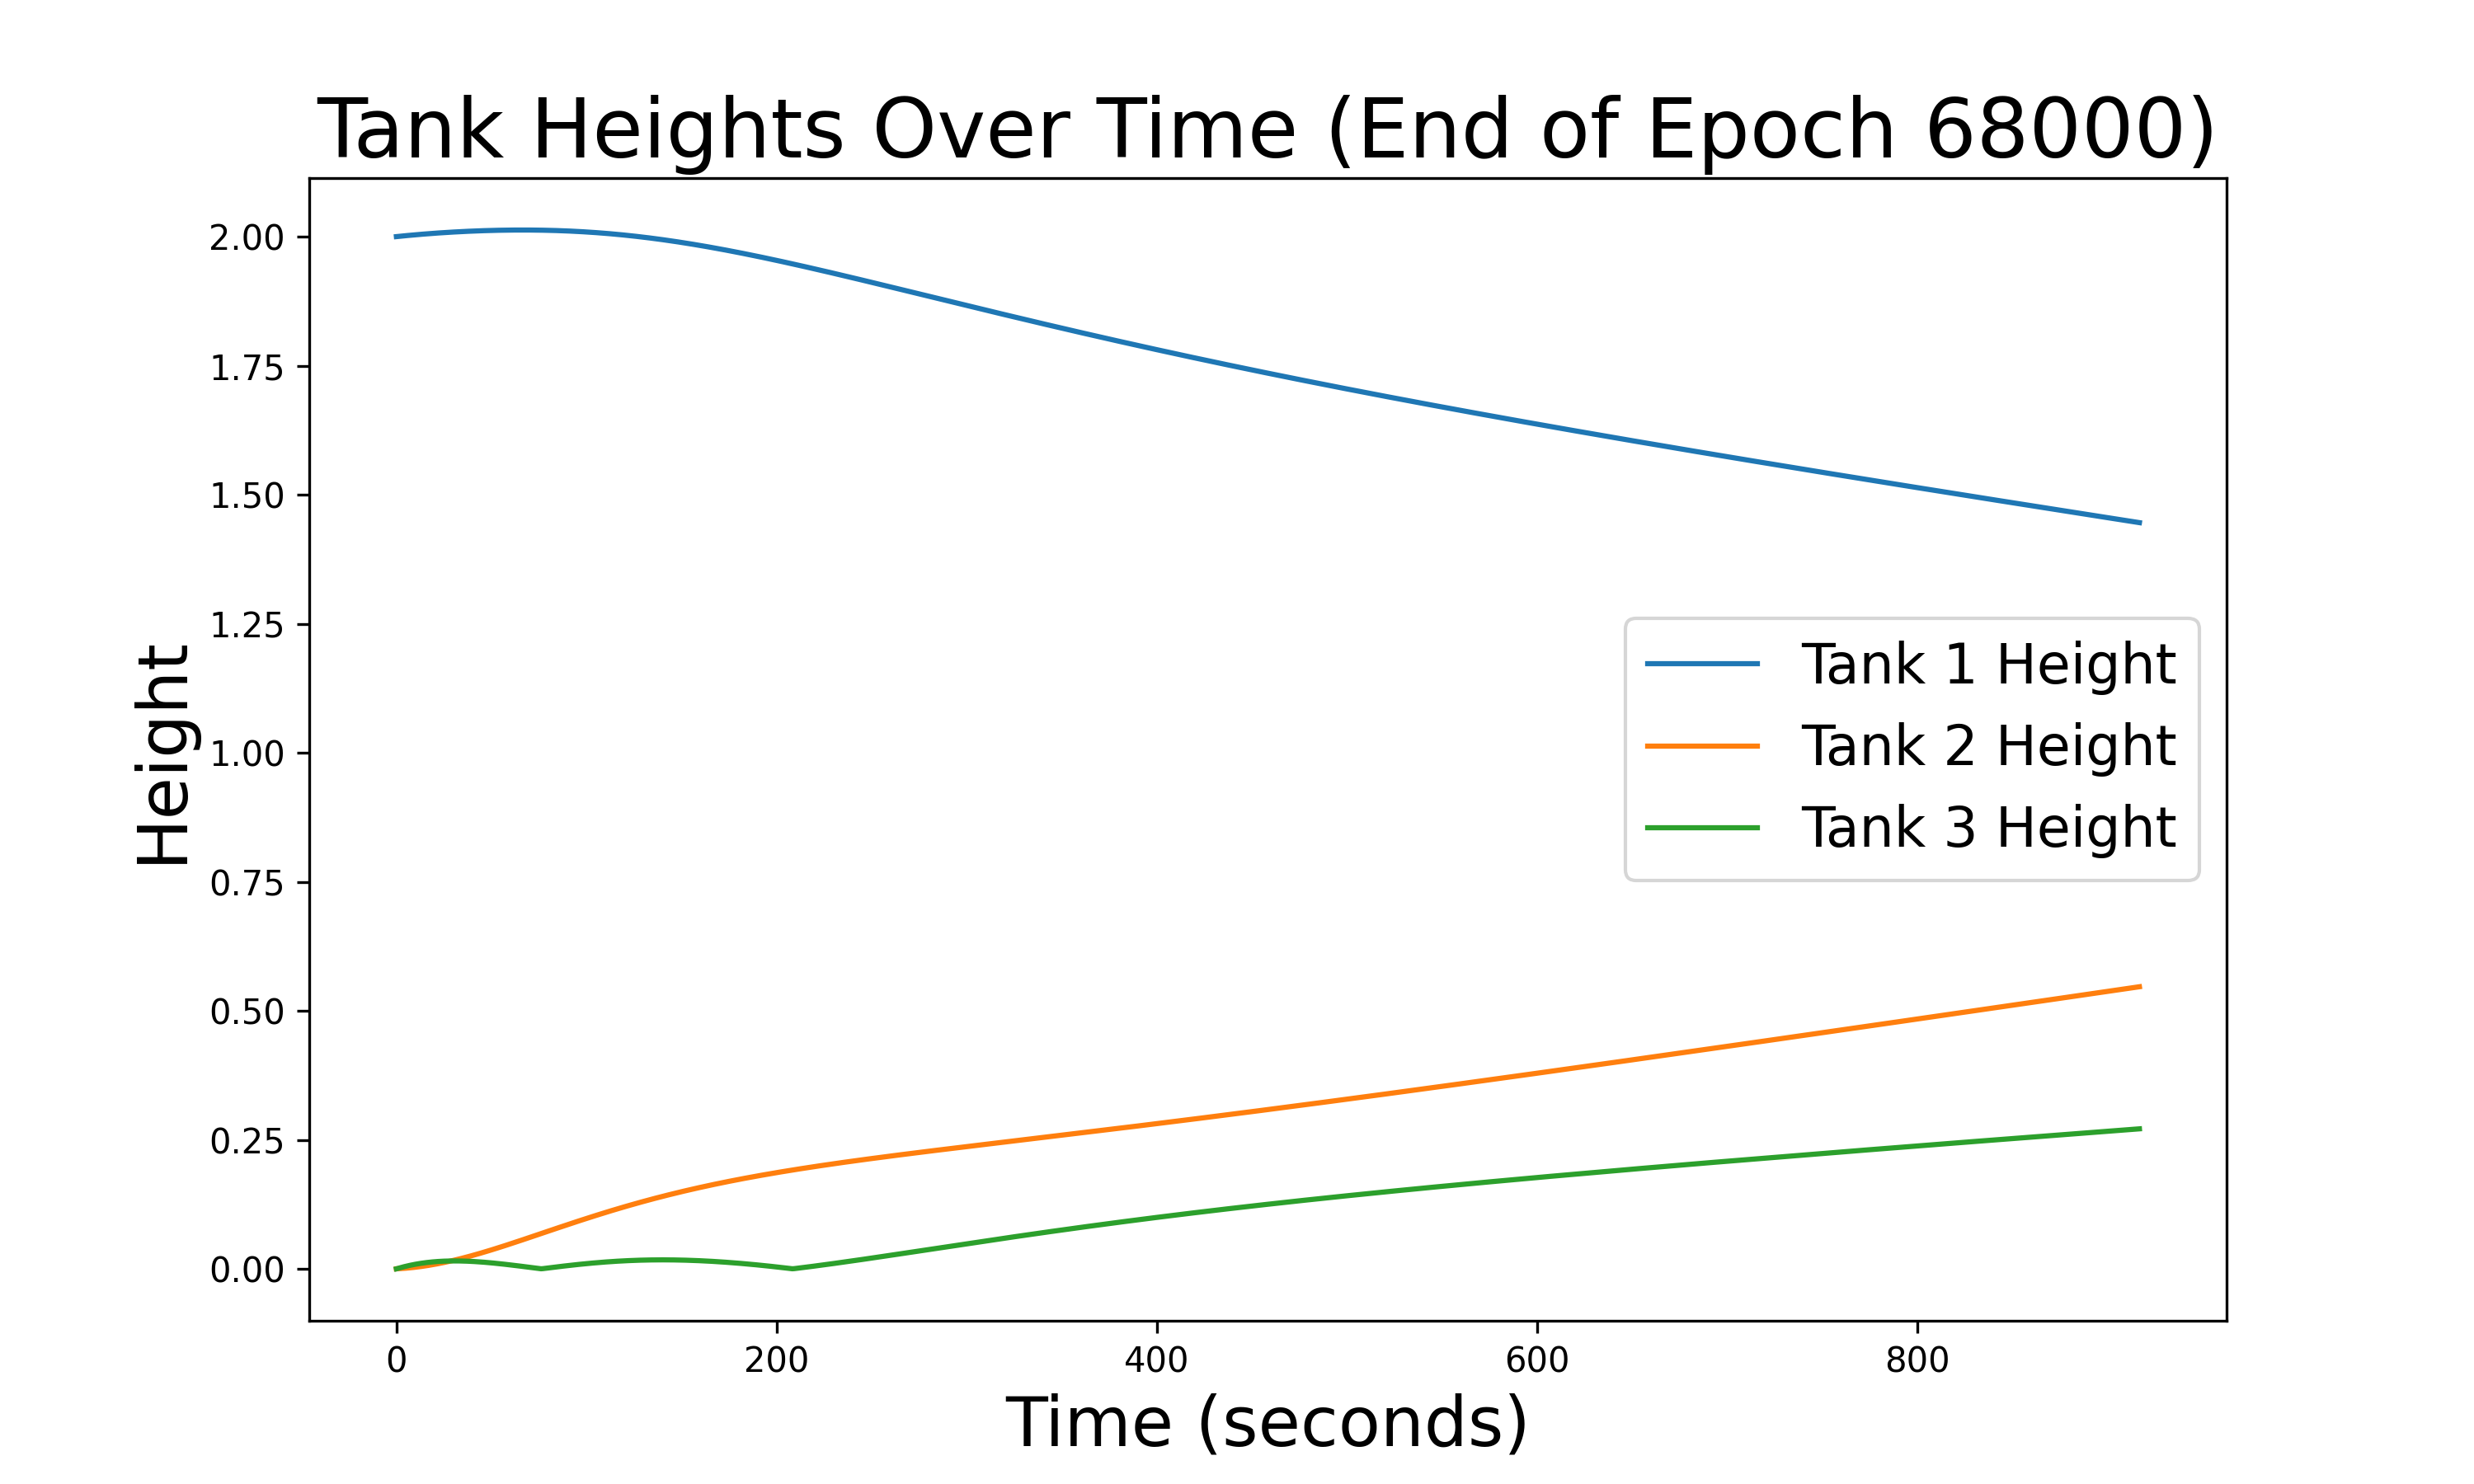 Tank Heights Over Time (End of Epoch 68000)
2.00
1.75
1.50
1.25
1.00
0.75
0.50
0.25
0.00
Height
Tank 1 Height
Tank 2 Height
Tank 3 Height
0 200 400 600 800
Time (seconds)